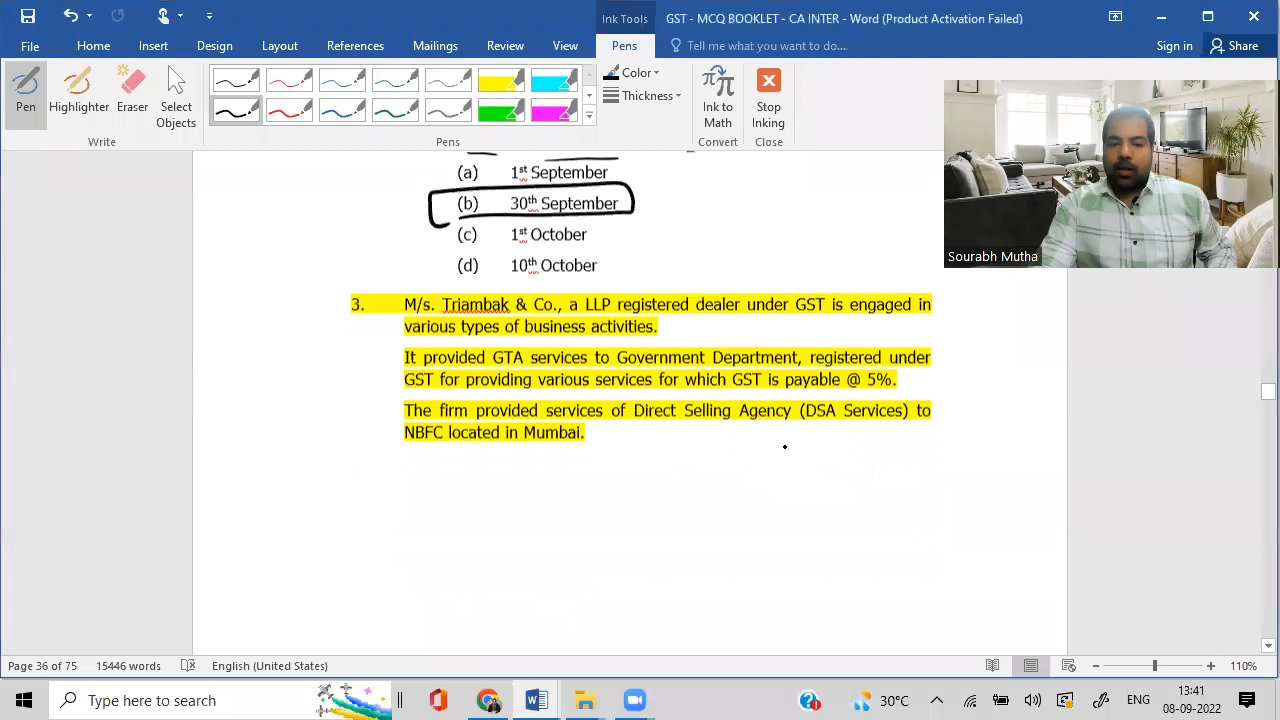 Ink Tools
GST - MCQ BOOKLET - CA INTER - Word (Product Activation Failed)
File Home Insert Design Layout References Mailings Review View Pens Tell me what you want to do.... Sign in Share
Pen Highlighter Eraser Select Objects
Write
Pens
Color
Thickness
Ink to Math
Convert
Stop Inking
Close
(a) 1st September
(b) 30th September
(c) 1st October
(d) 10th October
Sourabh Mutha
3. M/s. Triambak & Co., a LLP registered dealer under GST is engaged in
various types of business activities.
It provided GTA services to Government Department, registered under
GST for providing various services for which GST is payable @ 5%.
The firm provided services of Direct Selling Agency (DSA Services) to
NBFC located in Mumbai.
Page 36 of 75 15446 words English (United States) 110%
Type here to search 30°C ENG 13:41
08-09-2022